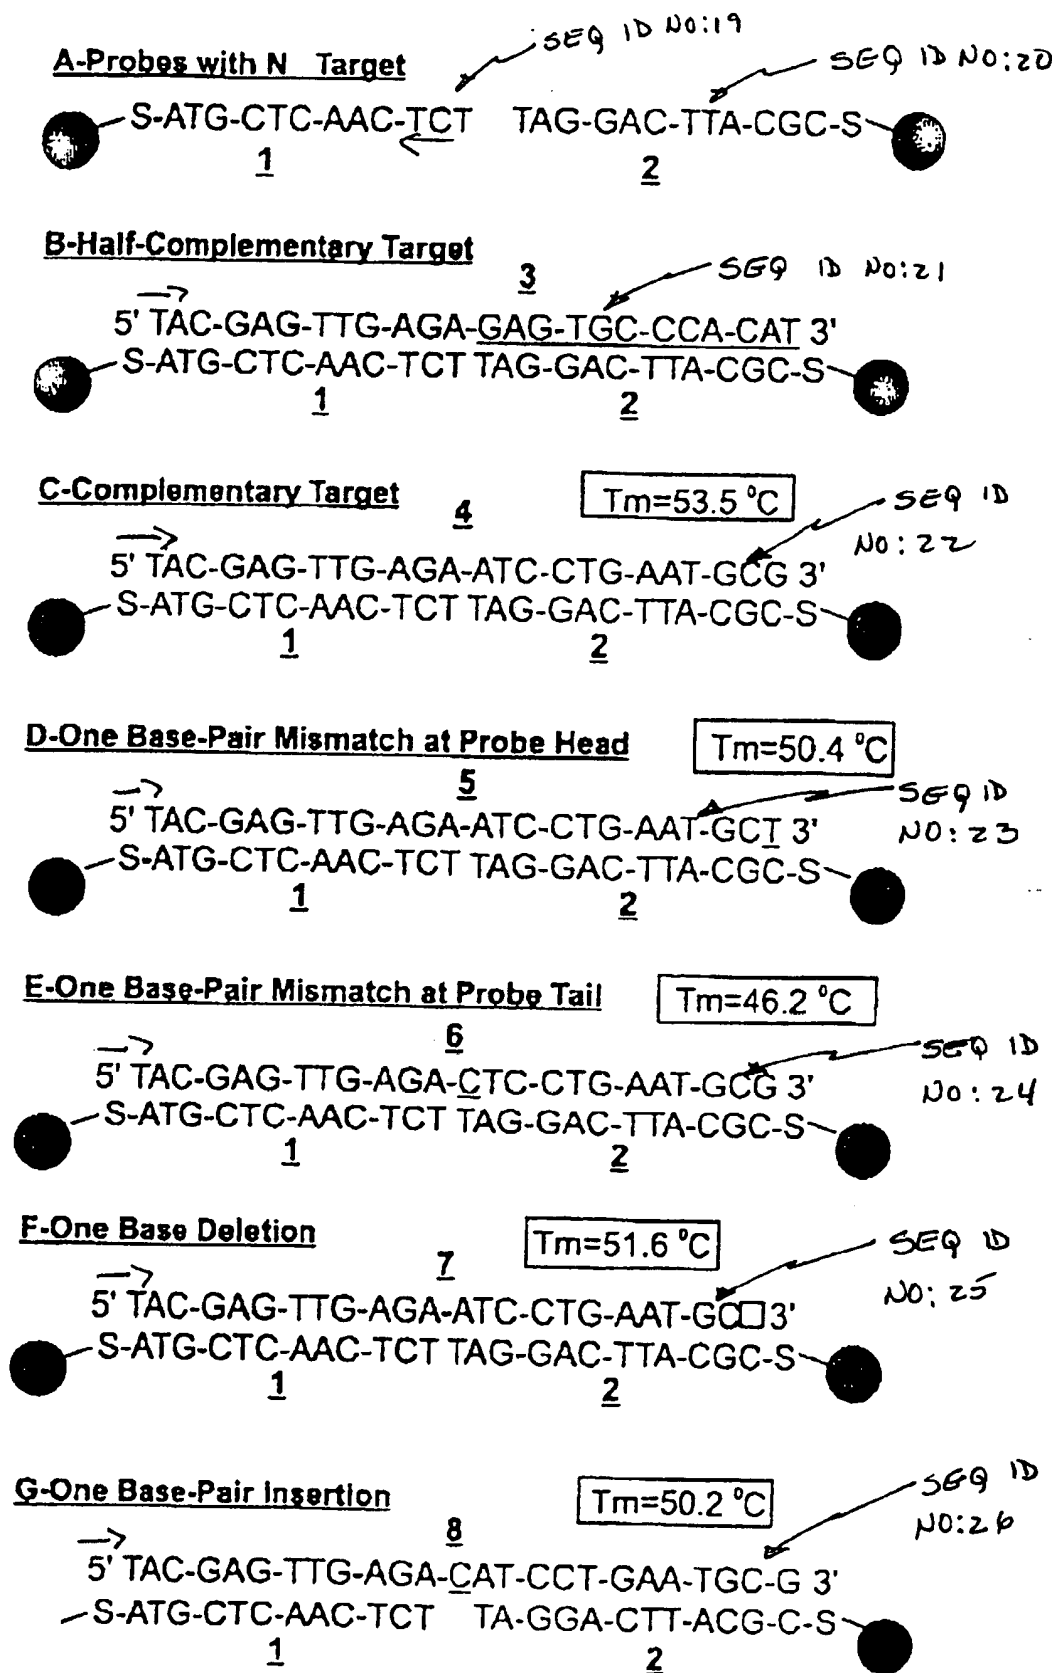 SEQ ID NO:19
A-Probes with N Target
SEQ ID NO:20
S-ATG-CTC-AAC-TCT TAG-GAC-TTA-CGC-S
1 2
B-Half-Complementary Target
3
SEQ ID NO:21
5' TAC-GAG-TTG-AGA-GAG-TGC-CCA-CAT 3'
S-ATG-CTC-AAC-TCT TAG-GAC-TTA-CGC-S
1 2
C-Complementary Target
4
Tm=53.5 °C
SEQ ID
NO:22
5' TAC-GAG-TTG-AGA-ATC-CTG-AAT-GCG 3'
S-ATG-CTC-AAC-TCT TAG-GAC-TTA-CGC-S
1 2
D-One Base-Pair Mismatch at Probe Head
Tm=50.4 °C
5
SEQ ID
NO:23
5' TAC-GAG-TTG-AGA-ATC-CTG-AAT-GCT 3'
S-ATG-CTC-AAC-TCT TAG-GAC-TTA-CGC-S
1 2
E-One Base-Pair Mismatch at Probe Tail
Tm=46.2 °C
6
SEQ ID
NO:24
5' TAC-GAG-TTG-AGA-CTC-CTG-AAT-GCG 3'
S-ATG-CTC-AAC-TCT TAG-GAC-TTA-CGC-S
1 2
F-One Base Deletion
Tm=51.6 °C
7
SEQ ID
NO:25
5' TAC-GAG-TTG-AGA-ATC-CTG-AAT-GC□ 3'
S-ATG-CTC-AAC-TCT TAG-GAC-TTA-CGC-S
1 2
G-One Base-Pair Insertion
Tm=50.2 °C
8
SEQ ID
NO:26
5' TAC-GAG-TTG-AGA-CAT-CCT-GAA-TGC-G 3'
S-ATG-CTC-AAC-TCT TA-GGA-CTT-ACG-C-S
1 2